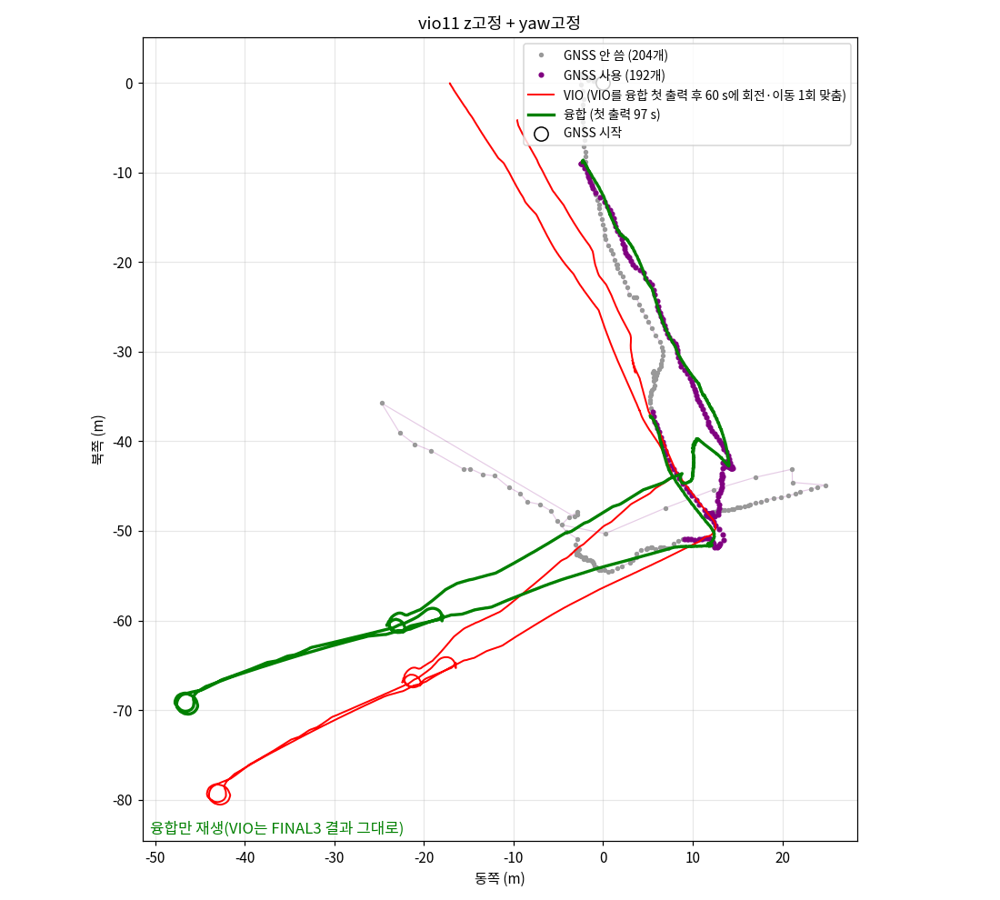 vio11 z고정 + yaw고정
GNSS 안 씀 (204개)
GNSS 사용 (192개)
VIO (VIO를 융합 첫 출력 후 60 s에 회전·이동 1회 맞춤)
융합 (첫 출력 97 s)
GNSS 시작
0
-10
-20
-30
-40
-50
-60
-70
-80
북쪽 (m)
융합만 재생(VIO는 FINAL3 결과 그대로)
-50 -40 -30 -20 -10 0 10 20
동쪽 (m)